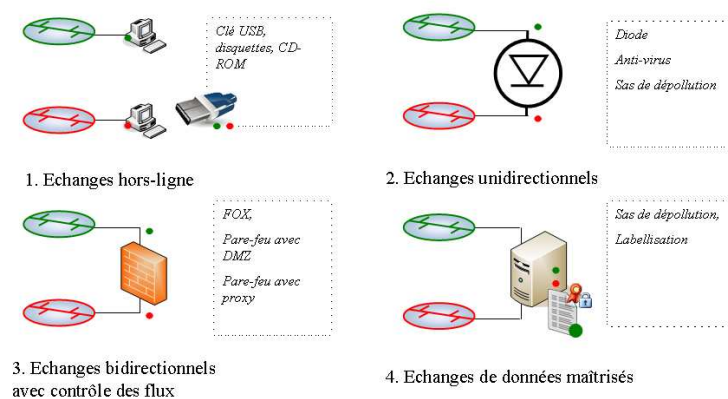 Clé USB,
disquettes, CD-
ROM
1. Echanges hors-ligne
Diode
Anti-virus
Sas de dépollution
2. Echanges unidirectionnels
FOX,
Pare-feu avec
DMZ
Pare-feu avec
proxy
3. Echanges bidirectionnels
avec contrôle des flux
Sas de dépollution,
Labellisation
4. Echanges de données maîtrisés